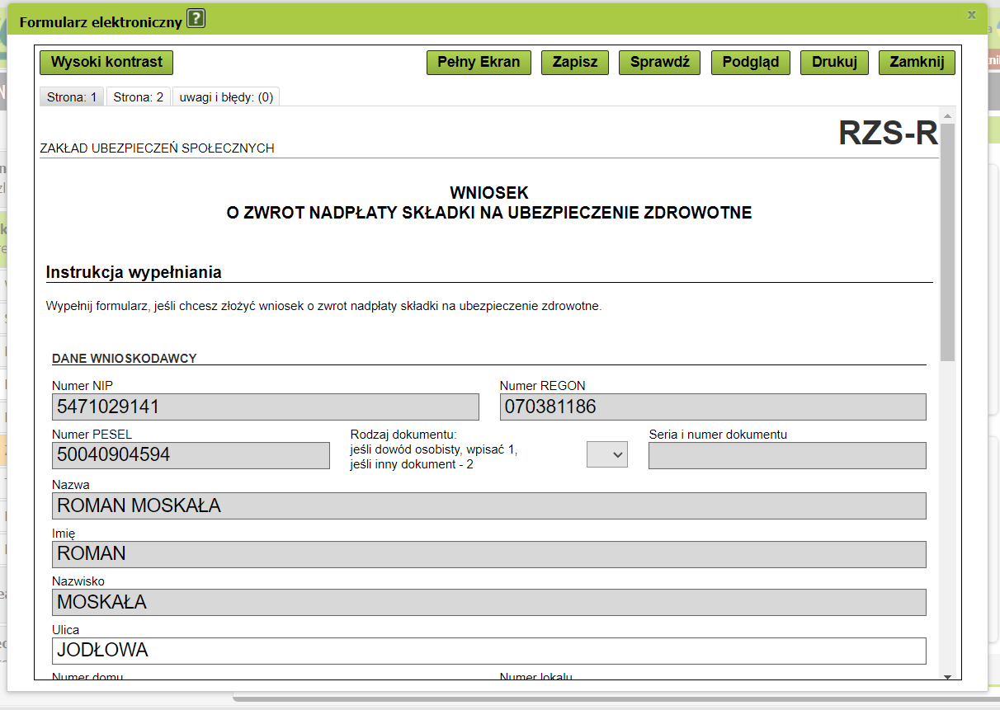 Formularz elektroniczny ?
x
Wysoki kontrast Pełny Ekran Zapisz Sprawdź Podgląd Drukuj Zamknij
Strona: 1 Strona: 2 uwagi i błędy: (0)
RZS-R
ZAKŁAD UBEZPIECZEŃ SPOŁECZNYCH
WNIOSEK
O ZWROT NADPŁATY SKŁADKI NA UBEZPIECZENIE ZDROWOTNE
Instrukcja wypełniania
Wypełnij formularz, jeśli chcesz złożyć wniosek o zwrot nadpłaty składki na ubezpieczenie zdrowotne.
DANE WNIOSKODAWCY
Numer NIP Numer REGON
5471029141 070381186
Numer PESEL Rodzaj dokumentu: Seria i numer dokumentu
jeśli dowód osobisty, wpisać 1,
50040904594
jeśli inny dokument - 2
Nazwa
ROMAN MOSKAŁA
Imię
ROMAN
Nazwisko
MOSKAŁA
Ulica
JODŁOWA
Numer domu Numer lokalu